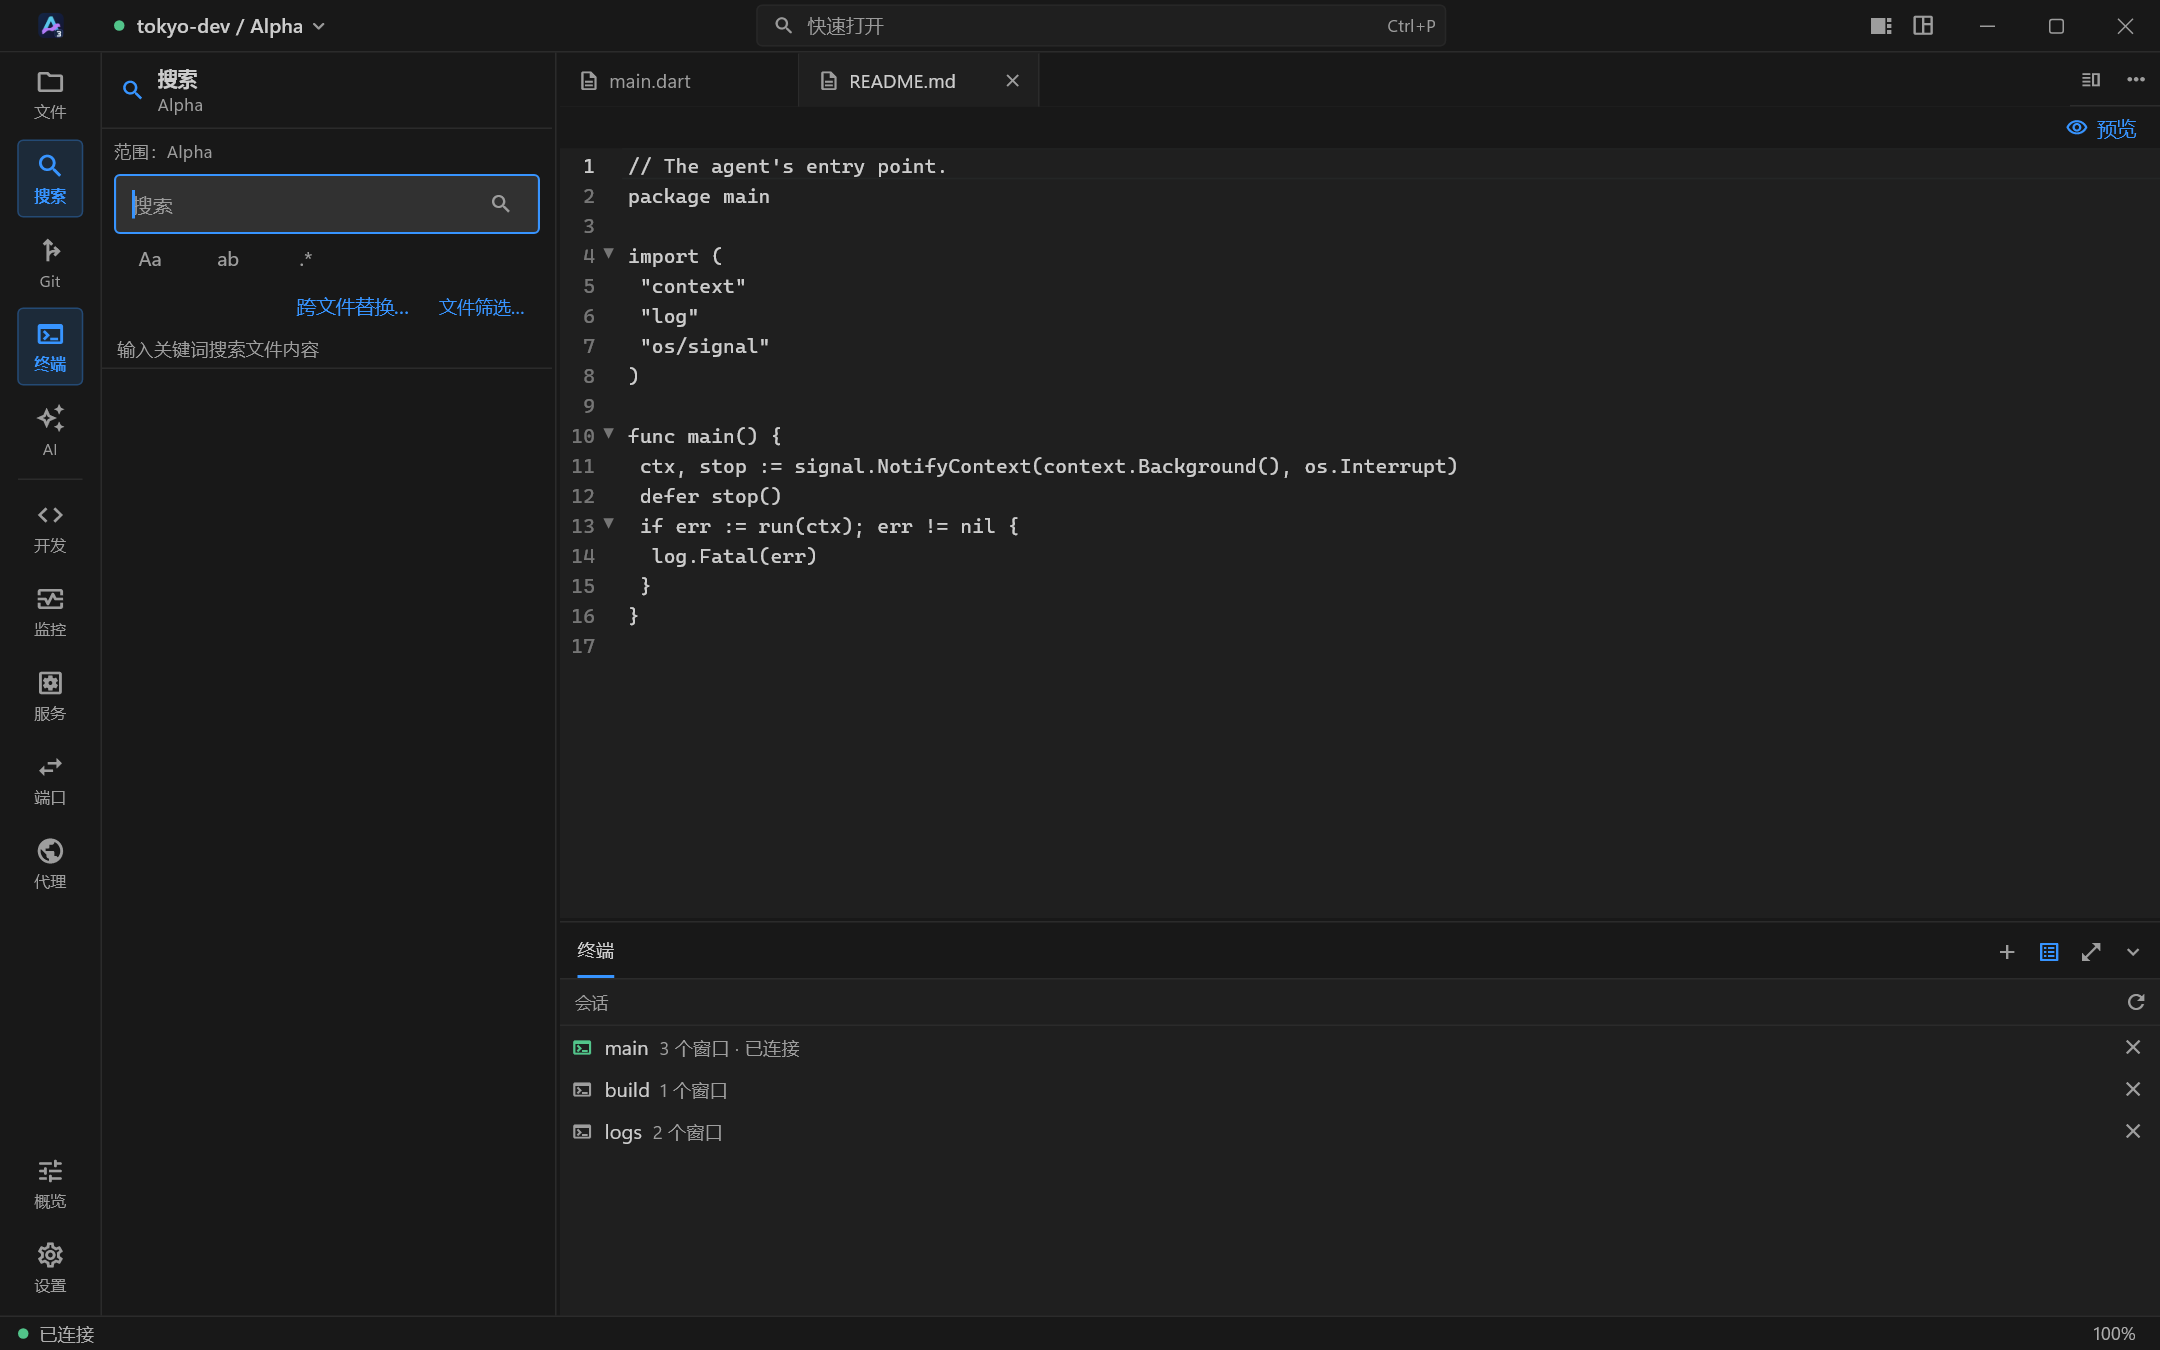 tokyo-dev / Alpha
快速打开
Ctrl+P
文件
搜索
Git
终端
AI
开发
监控
服务
端口
代理
概览
设置
搜索
Alpha
范围: Alpha
搜索
Aa
ab
.*
跨文件替换...
文件筛选...
输入关键词搜索文件内容
main.dart
README.md
预览
1 // The agent's entry point.
2 package main
3
4 import (
5 "context"
6 "log"
7 "os/signal"
8 )
9
10 func main() {
11 ctx, stop := signal.NotifyContext(context.Background(), os.Interrupt)
12 defer stop()
13 if err := run(ctx); err != nil {
14 log.Fatal(err)
15 }
16 }
17
终端
会话
main 3 个窗口 · 已连接
build 1 个窗口
logs 2 个窗口
已连接
100%